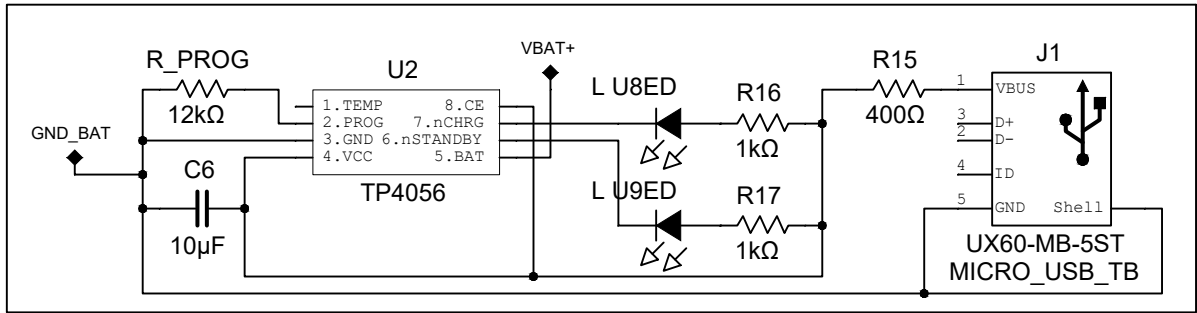 R_PROG
12kΩ
GND_BAT
C6
10µF
U2
1.TEMP 8.CE
2.PROG 7.nCHRG
3.GND 6.nSTANDBY
4.VCC 5.BAT
TP4056
VBAT+
L U8ED
R16
1kΩ
L U9ED
R17
1kΩ
R15
400Ω
J1
1 VBUS
3 D+
2 D-
4 ID
5 GND Shell
UX60-MB-5ST
MICRO_USB_TB